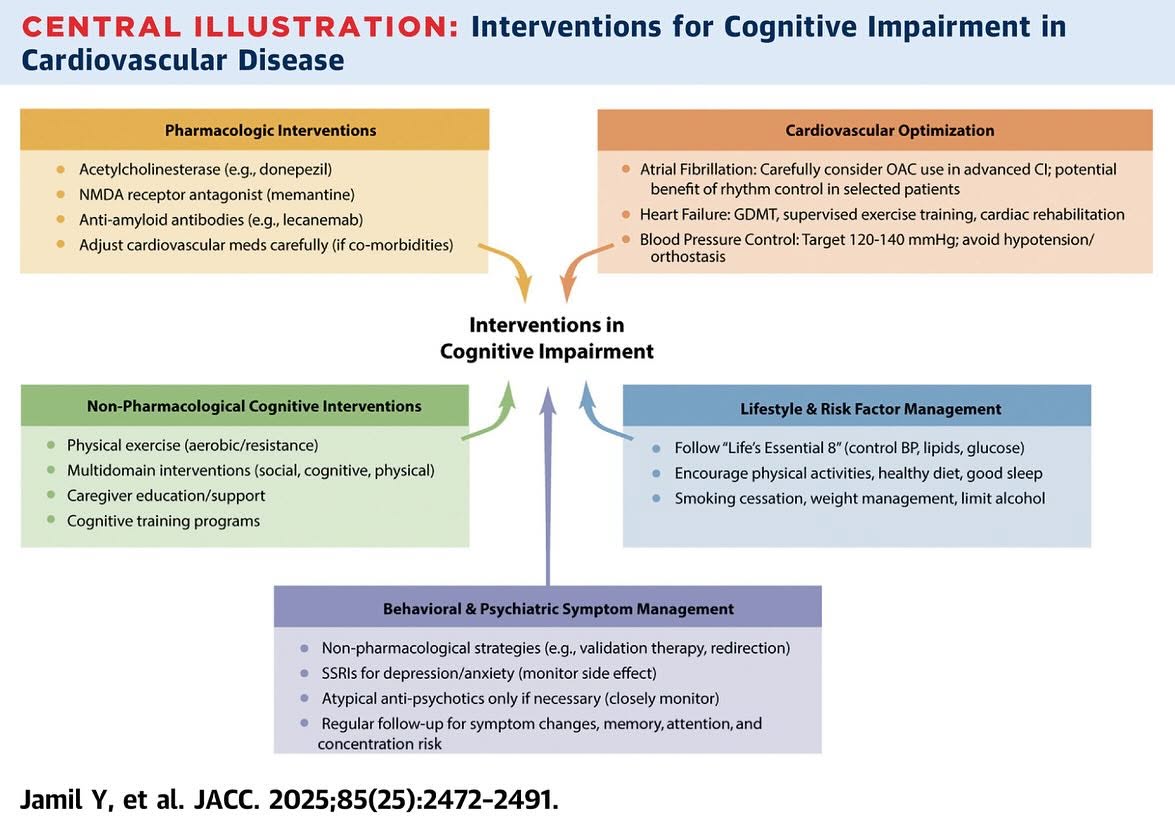 CENTRAL ILLUSTRATION: Interventions for Cognitive Impairment in
Cardiovascular Disease
Pharmacologic Interventions
Acetylcholinesterase (e.g., donepezil)
NMDA receptor antagonist (memantine)
Anti-amyloid antibodies (e.g., lecanemab)
Adjust cardiovascular meds carefully (if co-morbidities)
Cardiovascular Optimization
Atrial Fibrillation: Carefully consider OAC use in advanced CI; potential
benefit of rhythm control in selected patients
Heart Failure: GDMT, supervised exercise training, cardiac rehabilitation
Blood Pressure Control: Target 120-140 mmHg; avoid hypotension/
orthostasis
Interventions in
Cognitive Impairment
Non-Pharmacological Cognitive Interventions
Physical exercise (aerobic/resistance)
Multidomain interventions (social, cognitive, physical)
Caregiver education/support
Cognitive training programs
Lifestyle & Risk Factor Management
Follow “Life’s Essential 8” (control BP, lipids, glucose)
Encourage physical activities, healthy diet, good sleep
Smoking cessation, weight management, limit alcohol
Behavioral & Psychiatric Symptom Management
Non-pharmacological strategies (e.g., validation therapy, redirection)
SSRIs for depression/anxiety (monitor side effect)
Atypical anti-psychotics only if necessary (closely monitor)
Regular follow-up for symptom changes, memory, attention, and
concentration risk
Jamil Y, et al. JACC. 2025;85(25):2472–2491.